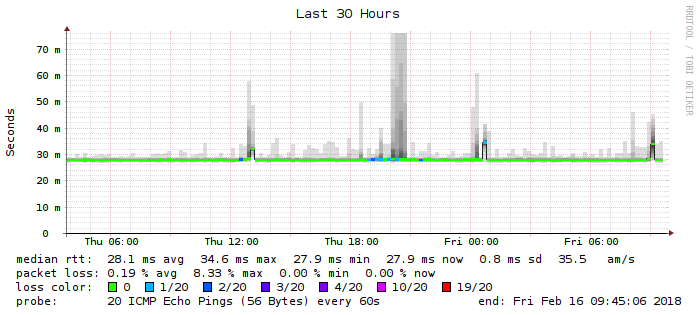 Last 30 Hours
RRDTOOL / TOBI OETIKER
Seconds
70 m
60 m
50 m
40 m
30 m
20 m
10 m
0
Thu 06:00 Thu 12:00 Thu 18:00 Fri 00:00 Fri 06:00
median rtt: 28.1 ms avg 34.6 ms max 27.9 ms min 27.9 ms now 0.8 ms sd 35.5 am/s
packet loss: 0.19 % avg 8.33 % max 0.00 % min 0.00 % now
loss color: 0 1/20 2/20 3/20 4/20 10/20 19/20
probe: 20 ICMP Echo Pings (56 Bytes) every 60s end: Fri Feb 16 09:45:06 2018